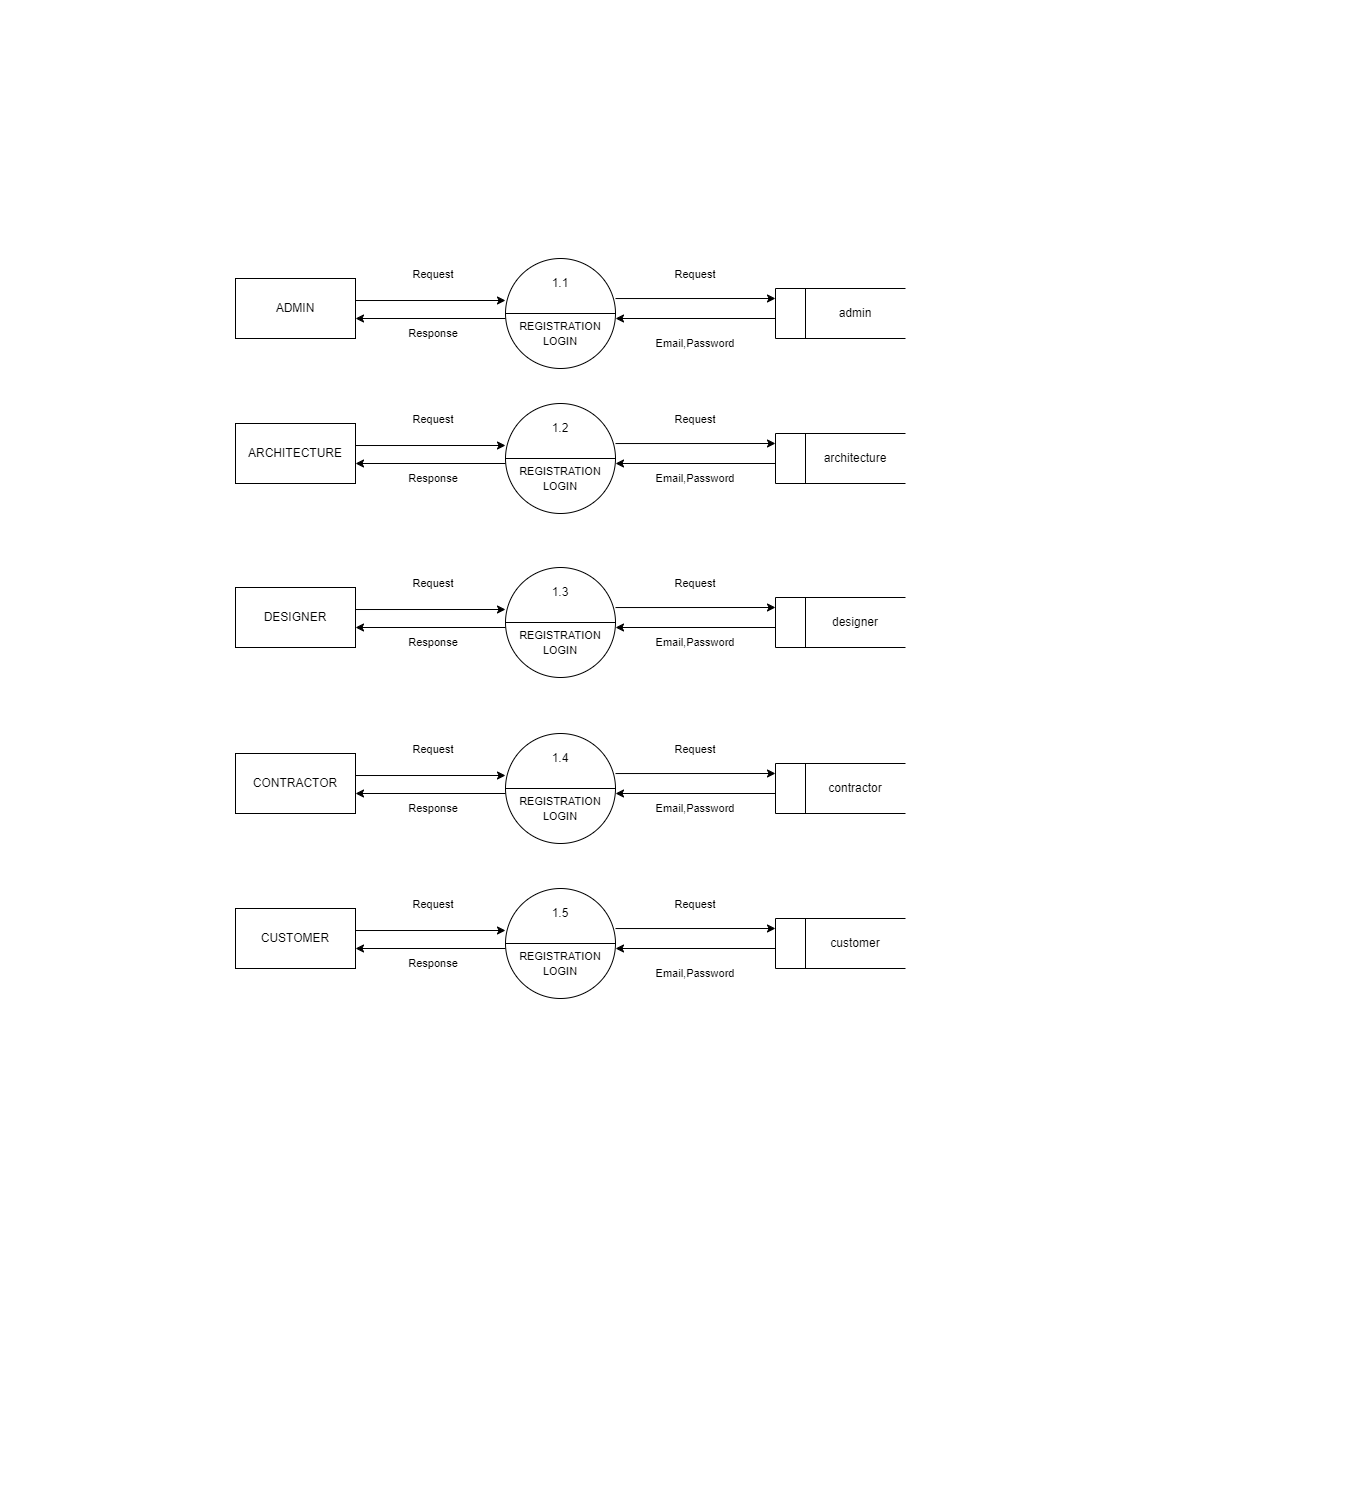 Request
1.1
Request
ADMIN
admin
Response
REGISTRATION
LOGIN
Email,Password
Request
1.2
Request
ARCHITECTURE
architecture
Response
REGISTRATION
LOGIN
Email,Password
Request
1.3
Request
DESIGNER
designer
Response
REGISTRATION
LOGIN
Email,Password
Request
1.4
Request
CONTRACTOR
contractor
Response
REGISTRATION
LOGIN
Email,Password
Request
1.5
Request
CUSTOMER
customer
Response
REGISTRATION
LOGIN
Email,Password